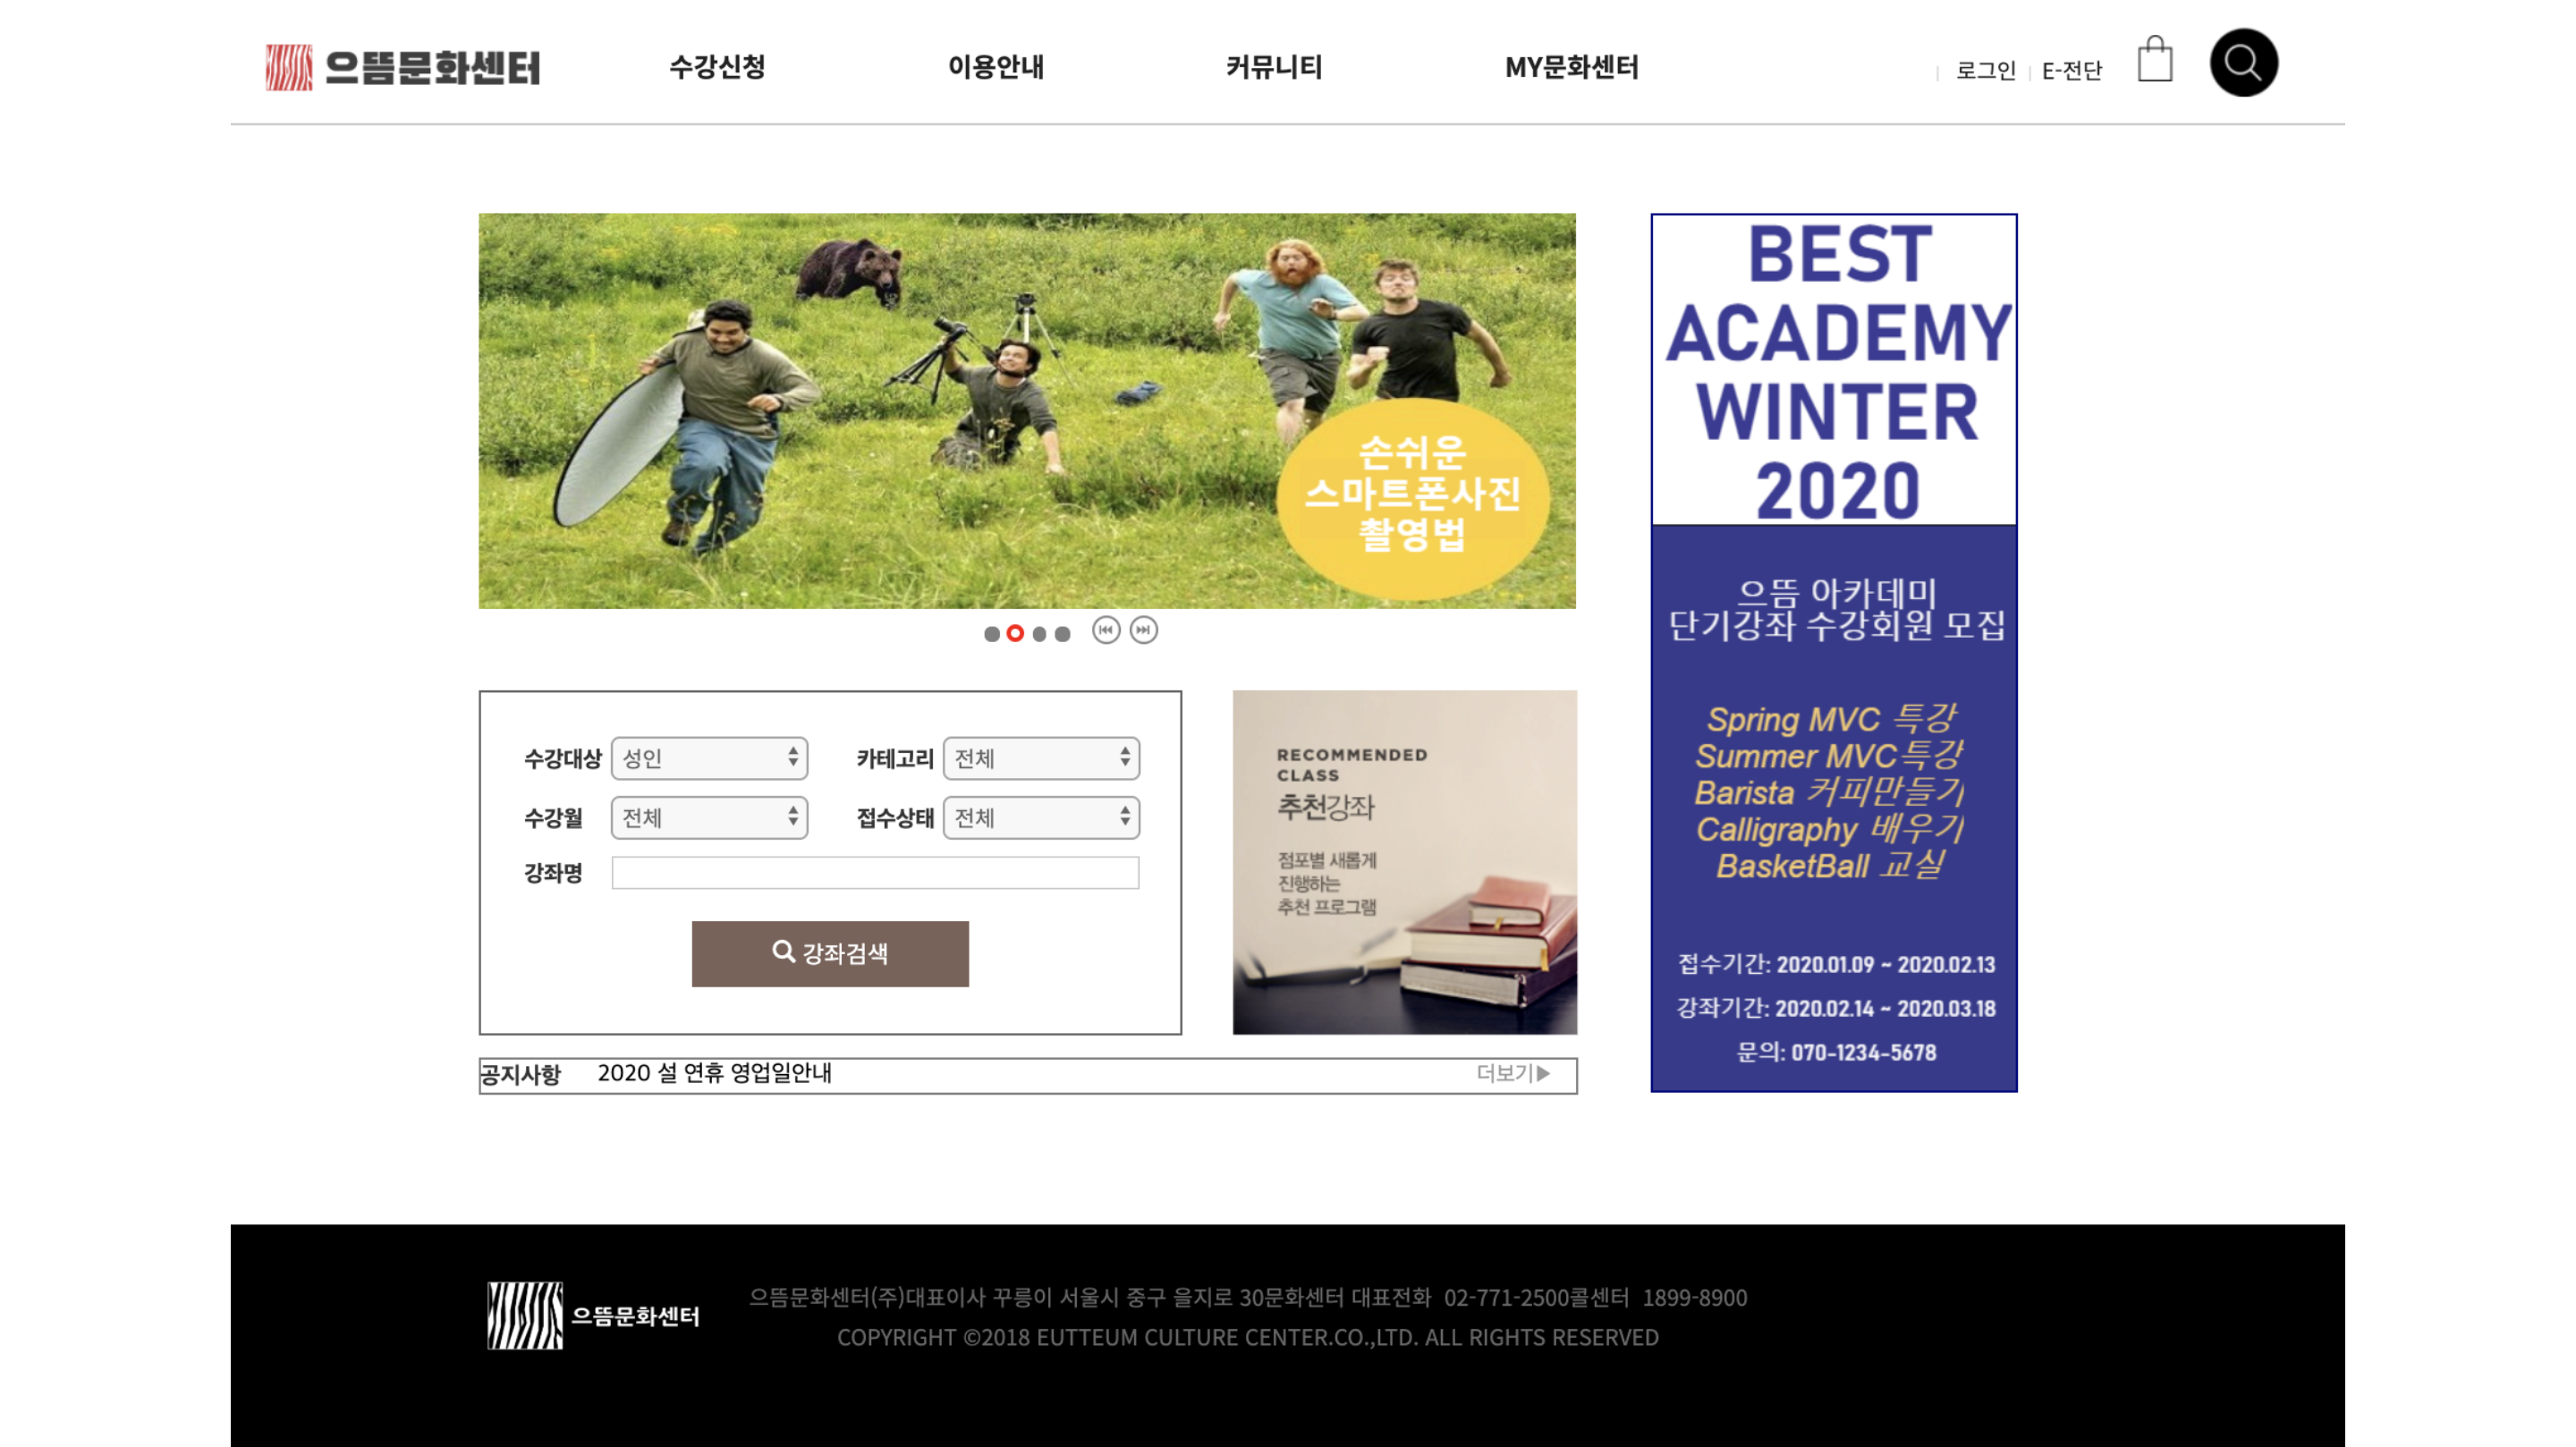 으뜸문화센터
수강신청
이용안내
커뮤니티
MY문화센터
로그인
E-전단
손쉬운
스마트폰사진
촬영법
수강대상 성인
카테고리 전체
수강월 전체
접수상태 전체
강좌명
강좌검색
RECOMMENDED
CLASS
추천강좌
점포별 새롭게
진행하는
추천 프로그램
공지사항 2020 설 연휴 영업일안내 더보기▶
BEST
ACADEMY
WINTER
2020
으뜸 아카데미
단기강좌 수강회원 모집
Spring MVC 특강
Summer MVC특강
Barista 커피만들기
Calligraphy 배우기
BasketBall 교실
접수기간: 2020.01.09 ~ 2020.02.13
강좌기간: 2020.02.14 ~ 2020.03.18
문의: 070-1234-5678
으뜸문화센터
으뜸문화센터(주)대표이사 꾸릉이 서울시 중구 을지로 30문화센터 대표전화 02-771-2500콜센터 1899-8900
COPYRIGHT ©2018 EUTTEUM CULTURE CENTER.CO.,LTD. ALL RIGHTS RESERVED